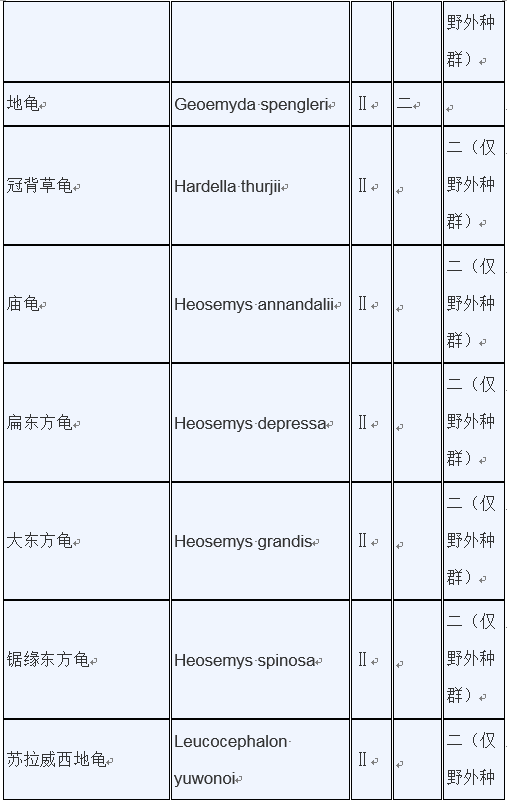 野外种
群）
地龟 Geoemyda spengleri Ⅱ 二
冠背草龟 Hardella thurjii Ⅱ 二（仅
野外种
群）
庙龟 Heosemys annandalii Ⅱ 二（仅
野外种
群）
扁东方龟 Heosemys depressa Ⅱ 二（仅
野外种
群）
大东方龟 Heosemys grandis Ⅱ 二（仅
野外种
群）
锯缘东方龟 Heosemys spinosa Ⅱ 二（仅
野外种
群）
苏拉威西地龟 Leucocephalon
yuwonoi Ⅱ 二（仅
野外种